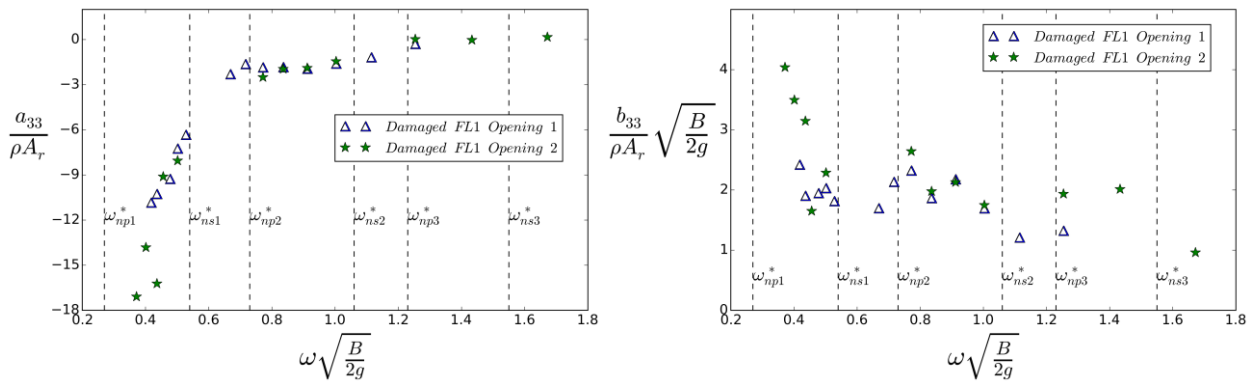 a₃₃/ρAᵣ
0
−3
−6
−9
−12
−15
−18
0.2 0.4 0.6 0.8 1.0 1.2 1.4 1.6 1.8
ω√(B/2g)
Damaged FL1 Opening 1
Damaged FL1 Opening 2
ω*np1 ω*ns1 ω*np2 ω*ns2 ω*np3 ω*ns3
b₃₃/ρAᵣ √(B/2g)
4
3
2
1
0
0.2 0.4 0.6 0.8 1.0 1.2 1.4 1.6 1.8
ω√(B/2g)
Damaged FL1 Opening 1
Damaged FL1 Opening 2
ω*np1 ω*ns1 ω*np2 ω*ns2 ω*np3 ω*ns3